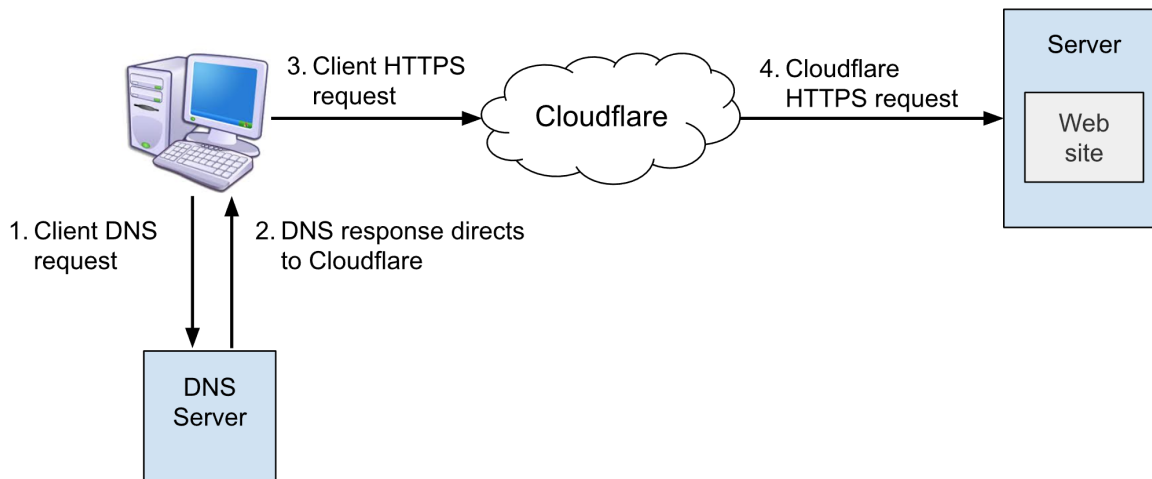 3. Client HTTPS
request
Cloudflare
4. Cloudflare
HTTPS request
Server
Web
site
1. Client DNS
request
2. DNS response directs
to Cloudflare
DNS
Server